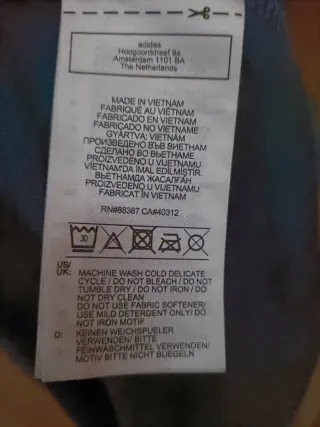 adidas
Hoogoorddreef 9a
Amsterdam 1101 BA
The Netherlands
MADE IN VIETNAM
FABRIQUÉ AU VIÊTNAM
FABRICADO EN VIETNAM
FABRICADO NO VIETNAME
GYÁRTVA: VIETNÁM
ПРОИЗВЕДЕНО ВЪВ ВИЕТНАМ
СДЕЛАНО ВО ВЬЕТНАМЕ
PROIZVEDENO U VIJETNAMU
VIETNAM'DA İMAL EDİLMİŞTİR.
ВЬЕТНАМДА ЖАСАЛҒАН
PROIZVEDENO U VIJETNAMU
FABRICAT ÎN VIETNAM
RN#88387 CA#40312
30
US/
UK: MACHINE WASH COLD DELICATE
CYCLE / DO NOT BLEACH / DO NOT
TUMBLE DRY / DO NOT IRON / DO
NOT DRY CLEAN
DO NOT USE FABRIC SOFTENER/
USE MILD DETERGENT ONLY/ DO
NOT IRON MOTIF
D: KEINEN WEICHSPUELER
VERWENDEN/ BITTE
FEINWASCHMITTEL VERWENDEN/
MOTIV BITTE NICHT BUEGELN